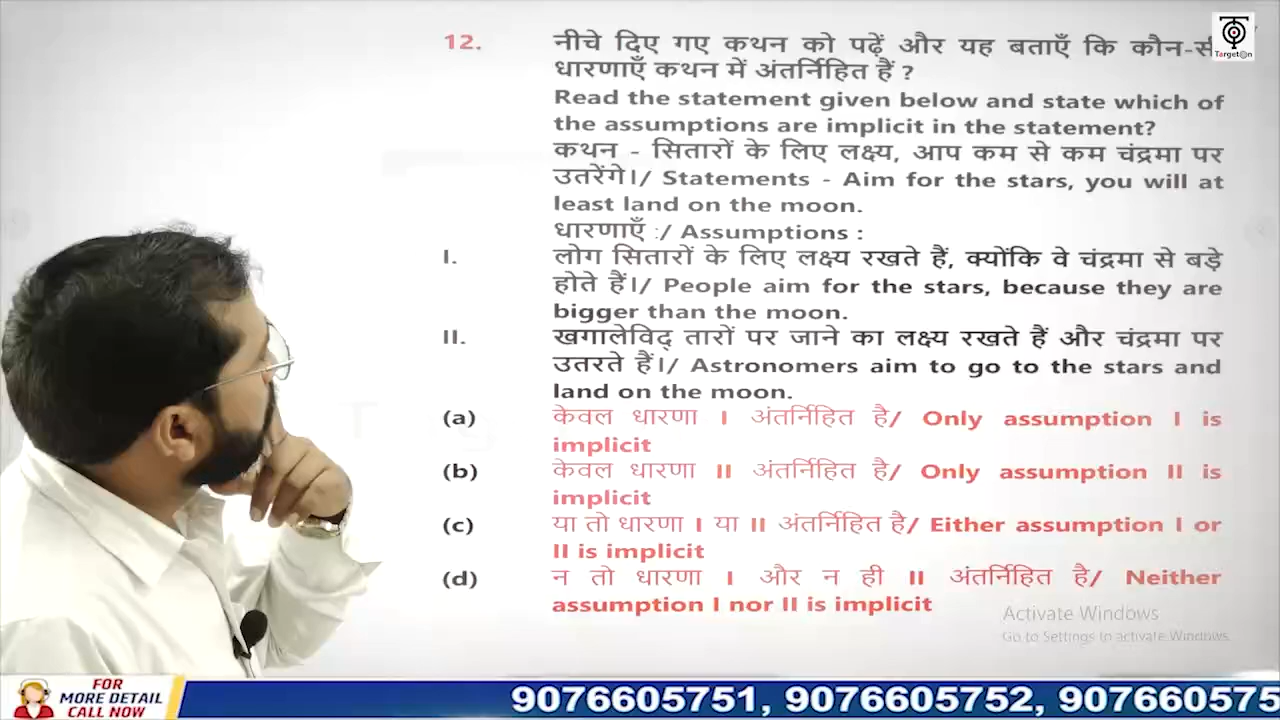 12. नीचे दिए गए कथन को पढ़ें और यह बताएँ कि कौन-सी
धारणाएँ कथन में अंतर्निहित हैं ?
Read the statement given below and state which of
the assumptions are implicit in the statement?
कथन - सितारों के लिए लक्ष्य, आप कम से कम चंद्रमा पर
उतरेंगे।/ Statements - Aim for the stars, you will at
least land on the moon.
धारणाएँ :/ Assumptions :
I. लोग सितारों के लिए लक्ष्य रखते हैं, क्योंकि वे चंद्रमा से बड़े
होते हैं।/ People aim for the stars, because they are
bigger than the moon.
II. खगालेविद् तारों पर जाने का लक्ष्य रखते हैं और चंद्रमा पर
उतरते हैं।/ Astronomers aim to go to the stars and
land on the moon.
(a) केवल धारणा I अंतर्निहित है/ Only assumption I is
implicit
(b) केवल धारणा II अंतर्निहित है/ Only assumption II is
implicit
(c) या तो धारणा I या II अंतर्निहित है/ Either assumption I or
II is implicit
(d) न तो धारणा I और न ही II अंतर्निहित है/ Neither
assumption I nor II is implicit
TargetOn
Activate Windows
Go to Settings to activate Windows.
FOR
MORE DETAIL
CALL NOW
9076605751, 9076605752, 907660575